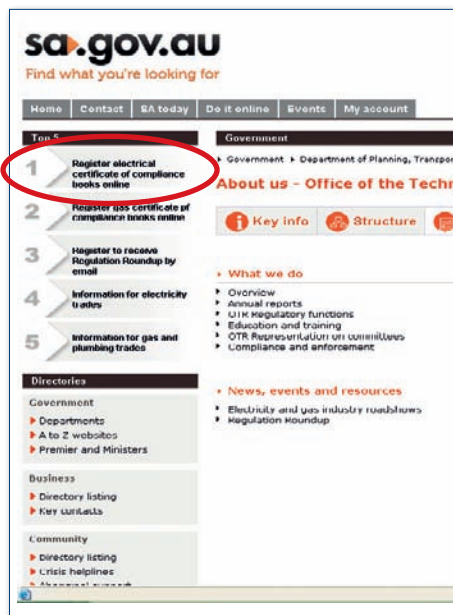 sa.gov.au
Find what you're looking for
Home Contact SA today Do it online Events My account
Top 5
1 Register electrical
certificate of compliance
books online
2 Register gas certificate of
compliance books online
3 Register to receive
Regulation Roundup by
email
4 Information for electricity
trades
5 Information for gas and
plumbing trades
Directories
Government
Departments
A to Z websites
Premier and Ministers
Business
Directory listing
Key contacts
Community
Directory listing
Crisis helplines
Government
Government Department of Planning, Transpor
About us - Office of the Techn
Key info Structure
What we do
Overview
Annual reports
OTR Regulatory functions
Education and training
OTR Representation on committees
Compliance and enforcement
News, events and resources
Electricity and gas industry roadshows
Regulation Roundup